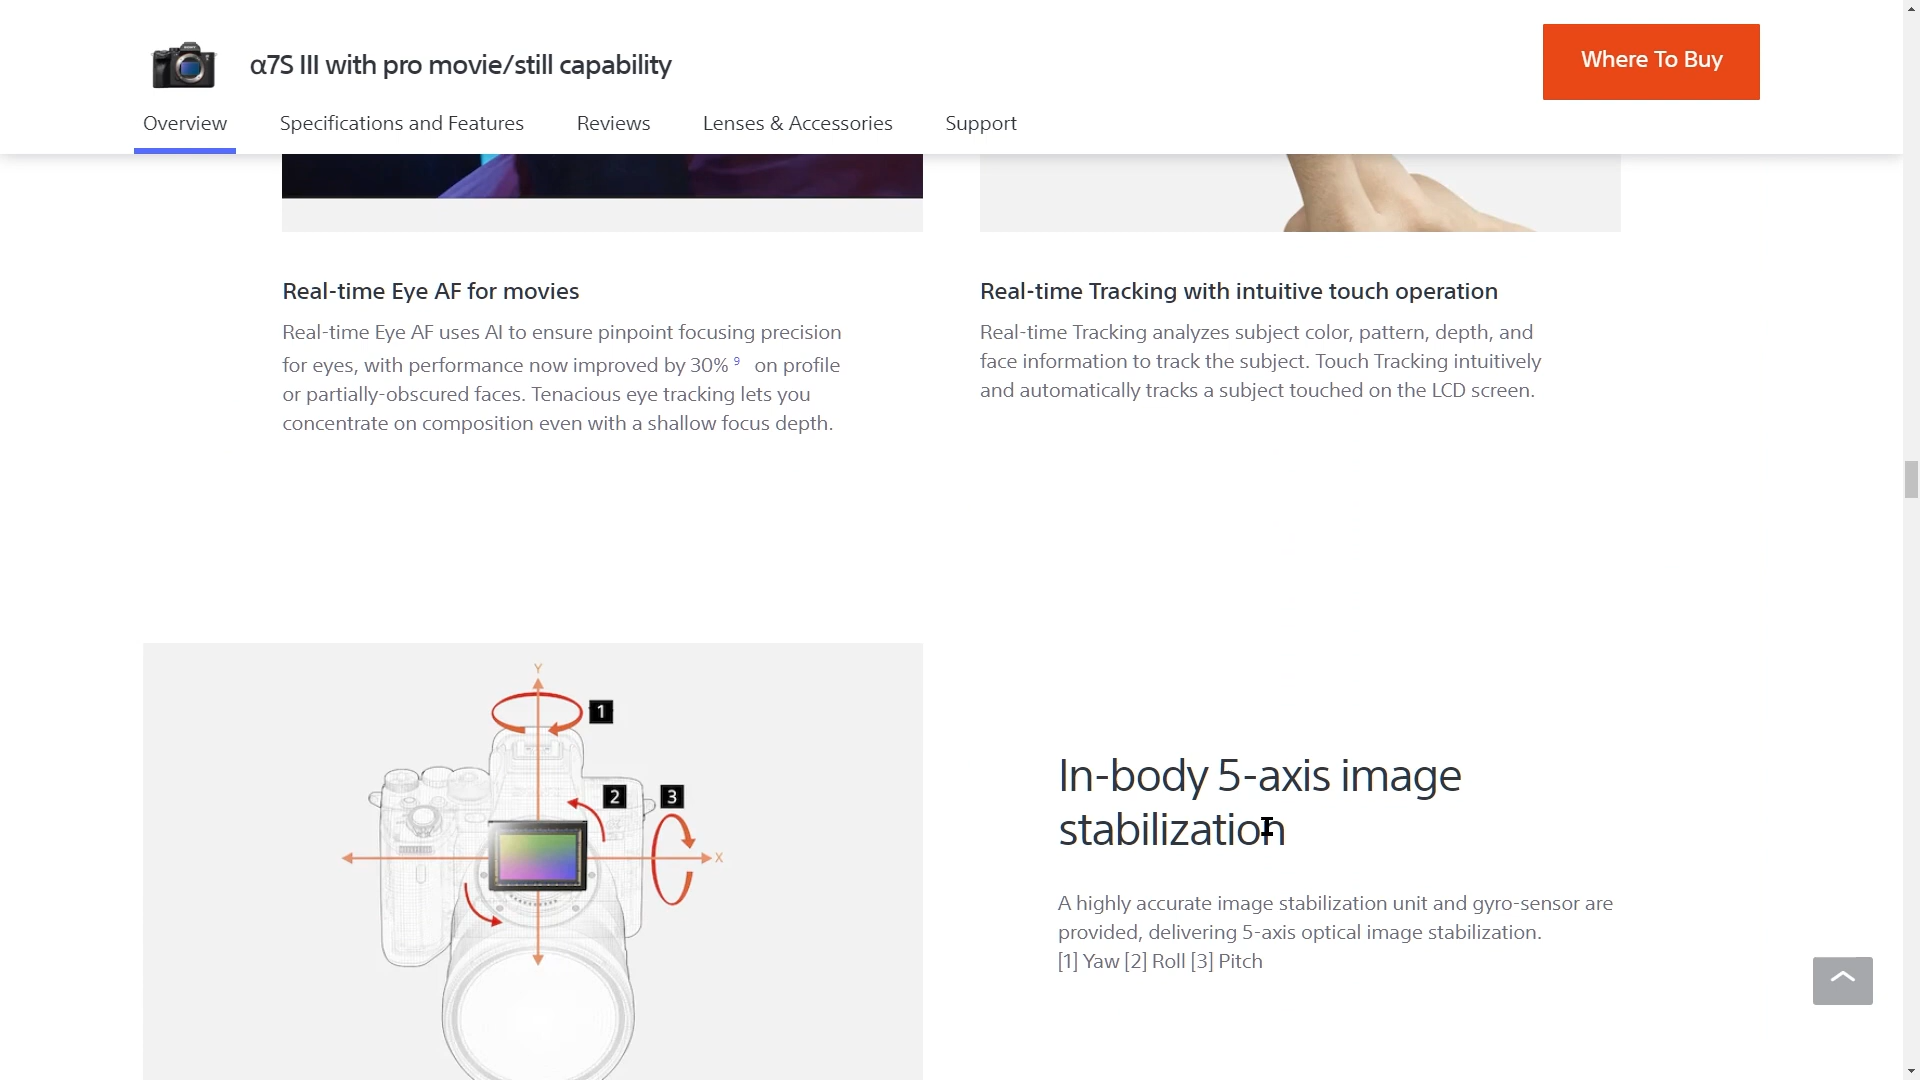 α7S III with pro movie/still capability
Where To Buy
Overview
Specifications and Features
Reviews
Lenses & Accessories
Support
Real-time Eye AF for movies
Real-time Eye AF uses AI to ensure pinpoint focusing precision
for eyes, with performance now improved by 30% 9 on profile
or partially-obscured faces. Tenacious eye tracking lets you
concentrate on composition even with a shallow focus depth.
Real-time Tracking with intuitive touch operation
Real-time Tracking analyzes subject color, pattern, depth, and
face information to track the subject. Touch Tracking intuitively
and automatically tracks a subject touched on the LCD screen.
Y
1
2
3
X
In-body 5-axis image
stabilization
A highly accurate image stabilization unit and gyro-sensor are
provided, delivering 5-axis optical image stabilization.
[1] Yaw [2] Roll [3] Pitch